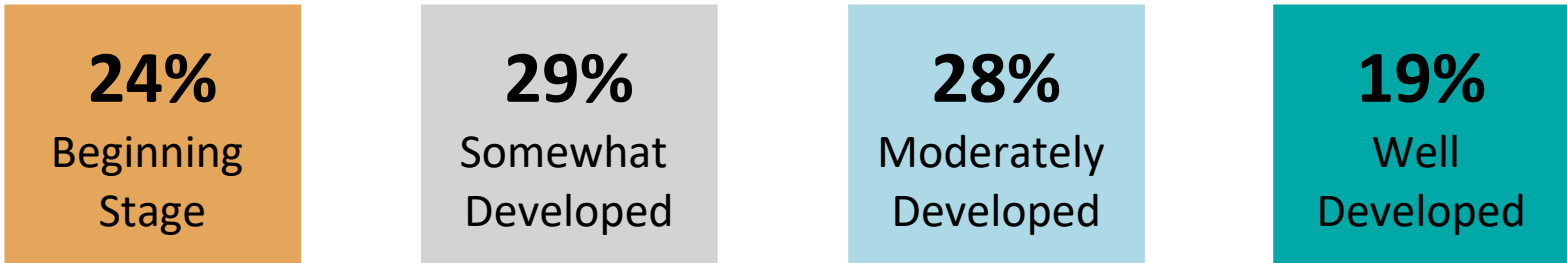 24%
Beginning
Stage
29%
Somewhat
Developed
28%
Moderately
Developed
19%
Well
Developed